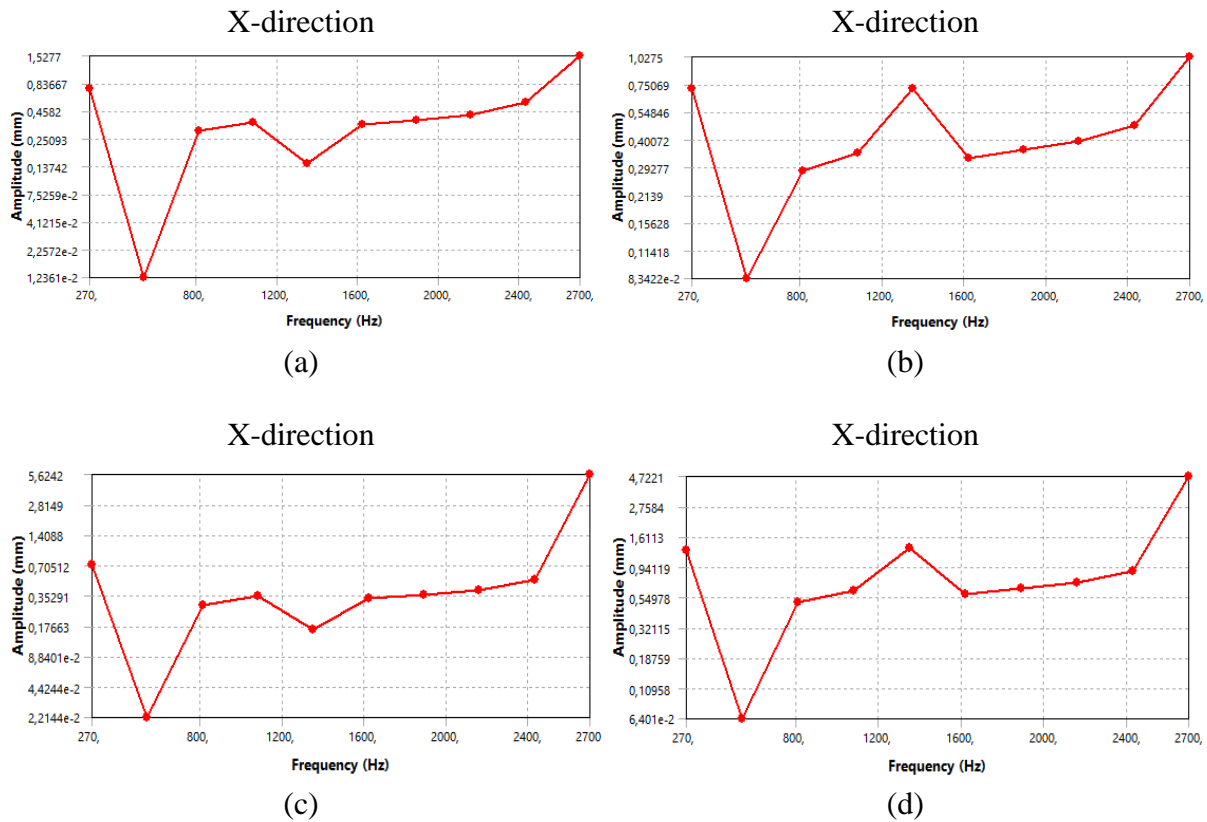 X-direction
1,5277
0,83667
0,4582
0,25093
0,13742
7,5259e-2
4,1215e-2
2,2572e-2
1,2361e-2
Amplitude (mm)
270, 800, 1200, 1600, 2000, 2400, 2700,
Frequency (Hz)
(a)
X-direction
1,0275
0,75069
0,54846
0,40072
0,29277
0,2139
0,15628
0,11418
8,3422e-2
Amplitude (mm)
270, 800, 1200, 1600, 2000, 2400, 2700,
Frequency (Hz)
(b)
X-direction
5,6242
2,8149
1,4088
0,70512
0,35291
0,17663
8,8401e-2
4,4244e-2
2,2144e-2
Amplitude (mm)
270, 800, 1200, 1600, 2000, 2400, 2700,
Frequency (Hz)
(c)
X-direction
4,7221
2,7584
1,6113
0,94119
0,54978
0,32115
0,18759
0,10958
6,401e-2
Amplitude (mm)
270, 800, 1200, 1600, 2000, 2400, 2700,
Frequency (Hz)
(d)